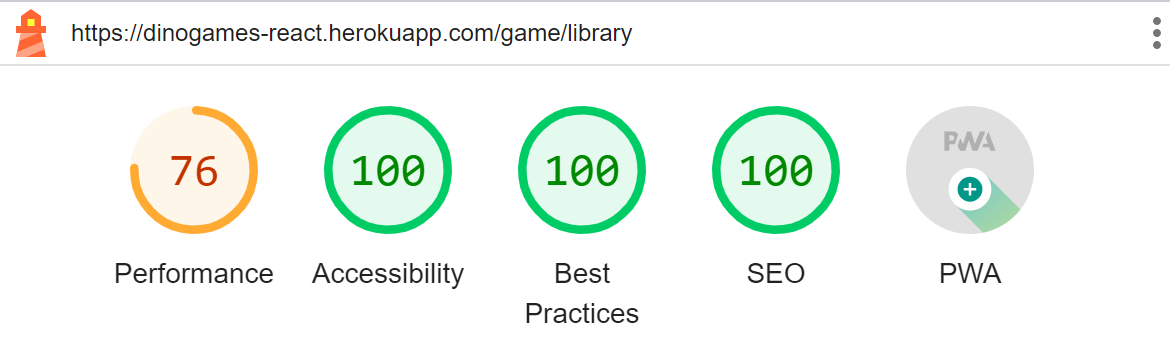 https://dinogames-react.herokuapp.com/game/library
76
100
100
100
PWA
Performance
Accessibility
Best
Practices
SEO
PWA